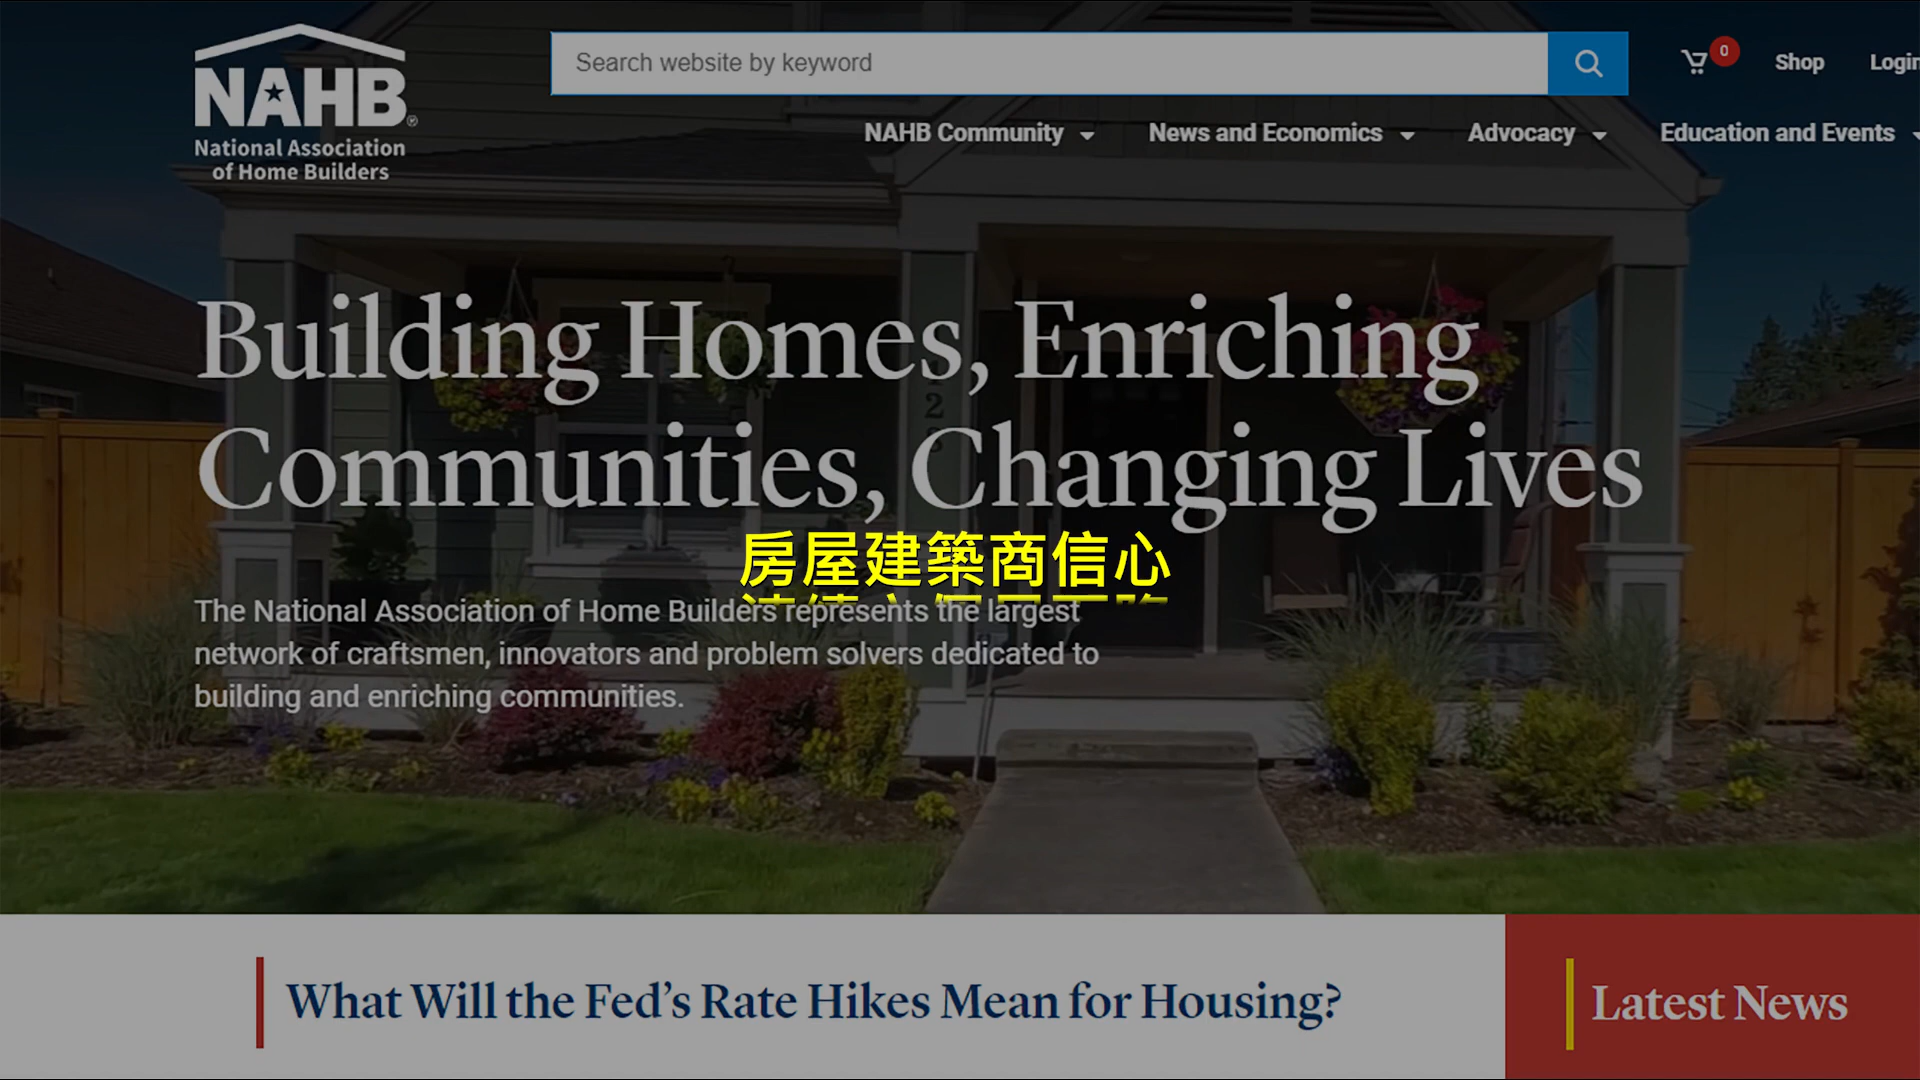 NAHB
National Association
of Home Builders
Search website by keyword
0
Shop
Login
NAHB Community
News and Economics
Advocacy
Education and Events
Building Homes, Enriching
Communities, Changing Lives
房屋建築商信心
The National Association of Home Builders represents the largest
network of craftsmen, innovators and problem solvers dedicated to
building and enriching communities.
What Will the Fed's Rate Hikes Mean for Housing?
Latest News